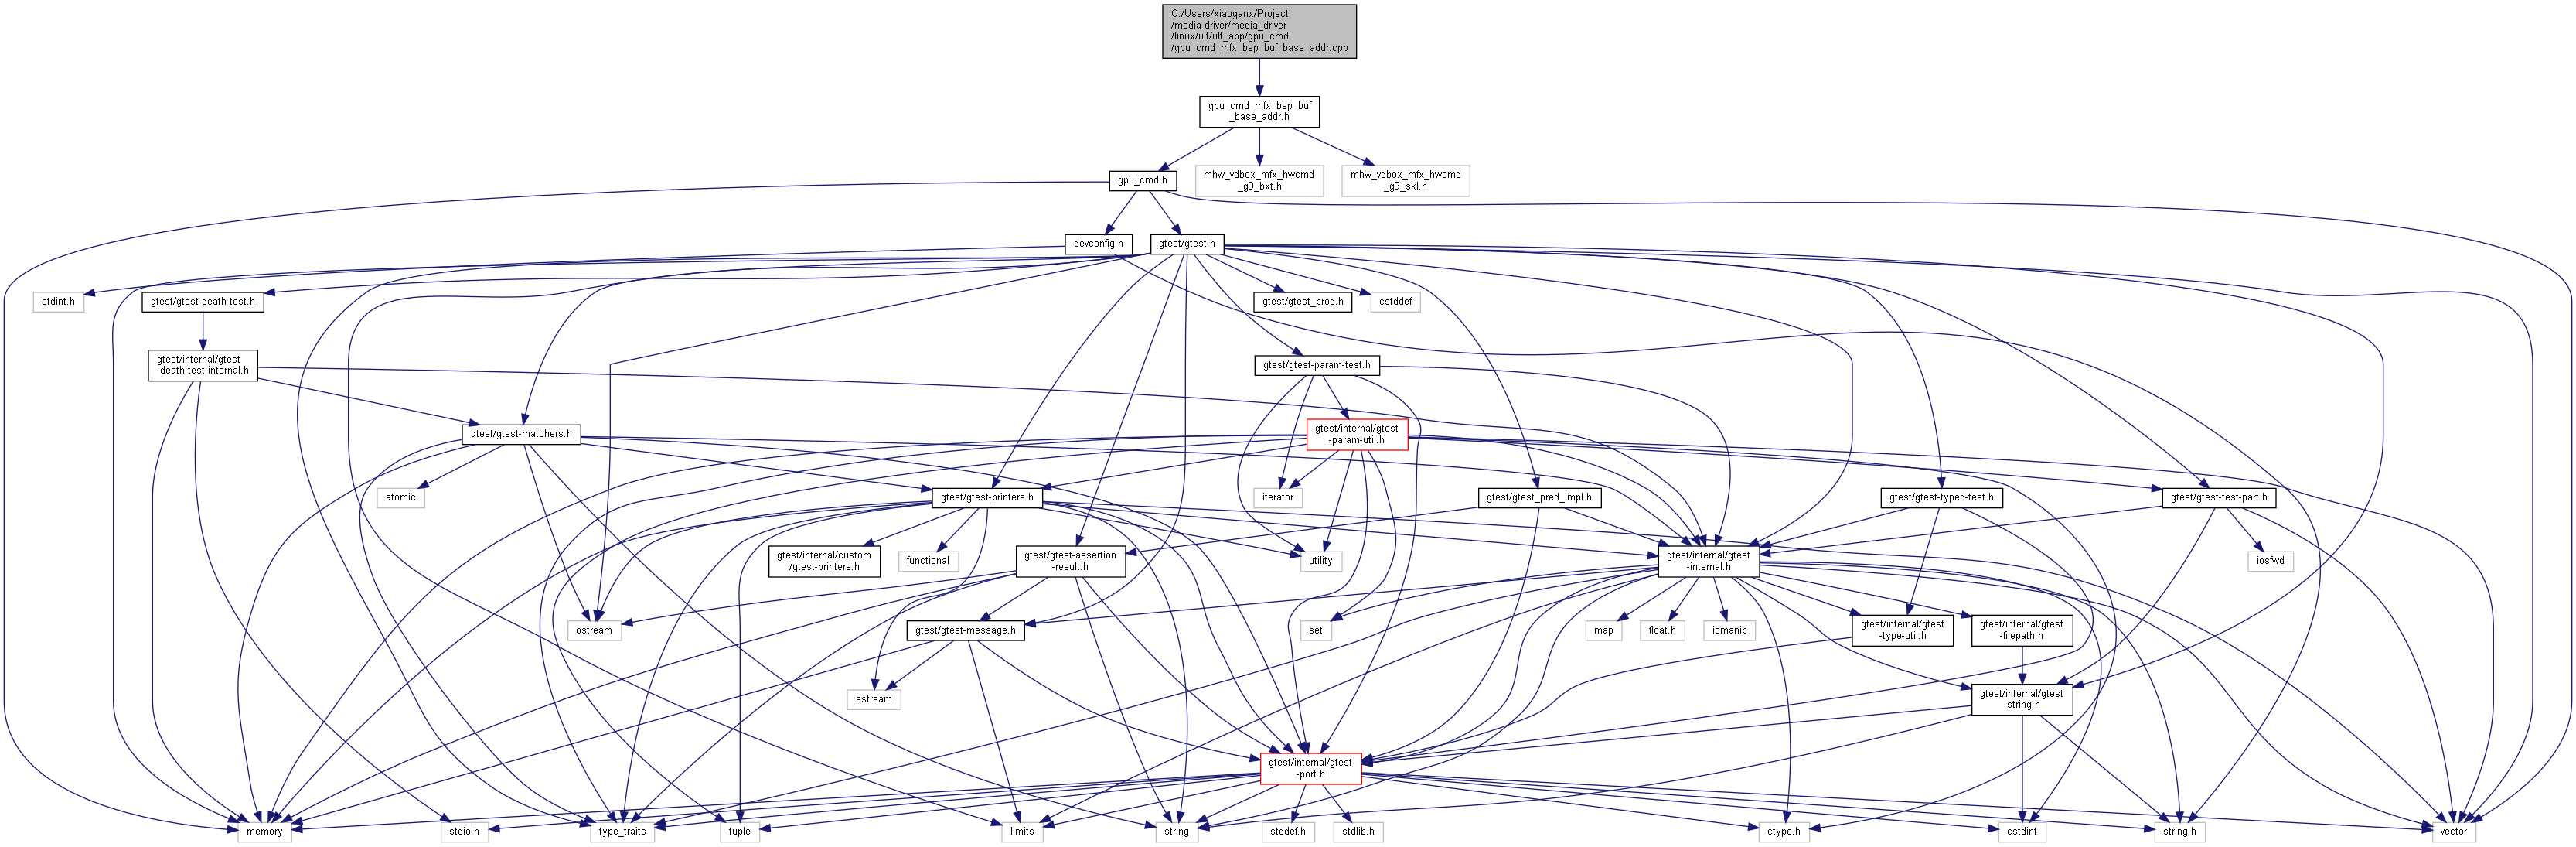 C:/Users/xiaoganx/Project
/media-driver/media_driver
/linux/ult/ult_app/gpu_cmd
/gpu_cmd_mfx_bsp_buf_base_addr.cpp
gpu_cmd_mfx_bsp_buf
_base_addr.h
gpu_cmd.h
mhw_vdbox_mfx_hwcmd
_g9_bxt.h
mhw_vdbox_mfx_hwcmd
_g9_skl.h
devconfig.h
gtest/gtest.h
stdint.h
gtest/gtest-death-test.h
gtest/gtest_prod.h
cstddef
gtest/internal/gtest
-death-test-internal.h
gtest/gtest-param-test.h
gtest/gtest-matchers.h
gtest/internal/gtest
-param-util.h
atomic
gtest/gtest-printers.h
iterator
gtest/gtest_pred_impl.h
gtest/gtest-typed-test.h
gtest/gtest-test-part.h
gtest/internal/custom
/gtest-printers.h
functional
gtest/gtest-assertion
-result.h
utility
gtest/internal/gtest
-internal.h
iosfwd
ostream
gtest/gtest-message.h
set
map
float.h
iomanip
gtest/internal/gtest
-type-util.h
gtest/internal/gtest
-filepath.h
sstream
gtest/internal/gtest
-string.h
gtest/internal/gtest
-port.h
memory
stdio.h
type_traits
tuple
limits
string
stddef.h
stdlib.h
ctype.h
cstdint
string.h
vector